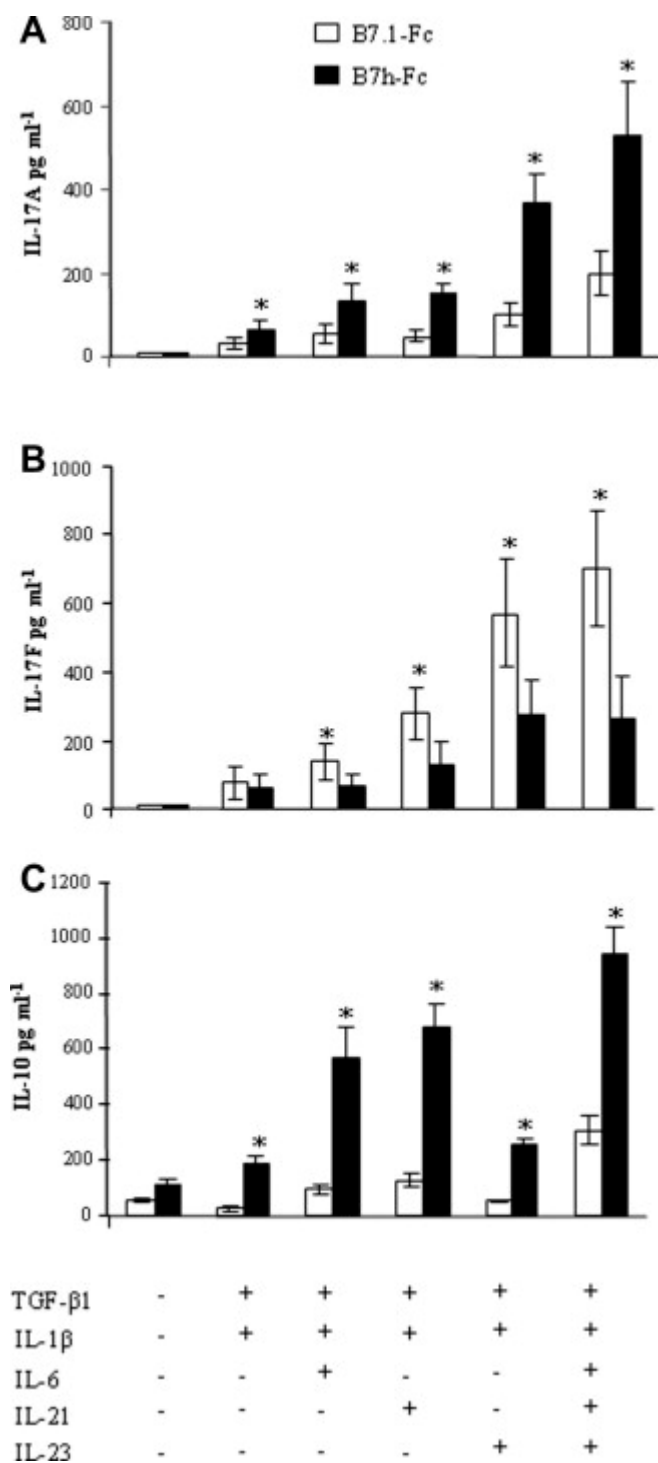 A
800
B7.1-Fc
B7h-Fc
*
600
IL-17A pg ml-1
*
400
200
* * *
0
B
1000
800
*
*
IL-17F pg ml-1
600
400
*
*
200
0
C
1200
1000
*
IL-10 pg ml-1
800
*
*
600
400
*
*
200
0
TGF-β1 - + + + + +
IL-1β - + + + + +
IL-6 - - + - - +
IL-21 - - - + - +
IL-23 - - - - + +